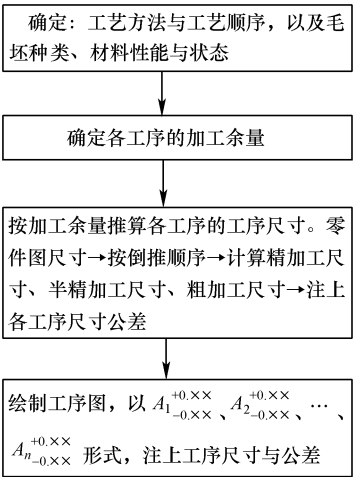 确定：工艺方法与工艺顺序，以及毛
坯种类、材料性能与状态
确定各工序的加工余量
按加工余量推算各工序的工序尺寸。零
件图尺寸→按倒推顺序→计算精加工尺
寸、半精加工尺寸、粗加工尺寸→注上
各工序尺寸公差
绘制工序图，以 A₁ +0.×× −0.×× 、A₂ +0.×× −0.×× 、…、
Aₙ +0.×× −0.×× 形式，注上工序尺寸与公差